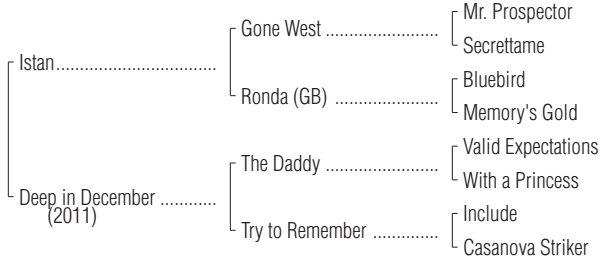 Mr. Prospector
Gone West ........................
Secrettame
Istan..................................
Bluebird
Ronda (GB) ......................
Memory's Gold
Valid Expectations
The Daddy ........................
With a Princess
Deep in December ............
(2011)
Include
Try to Remember ..............
Casanova Striker